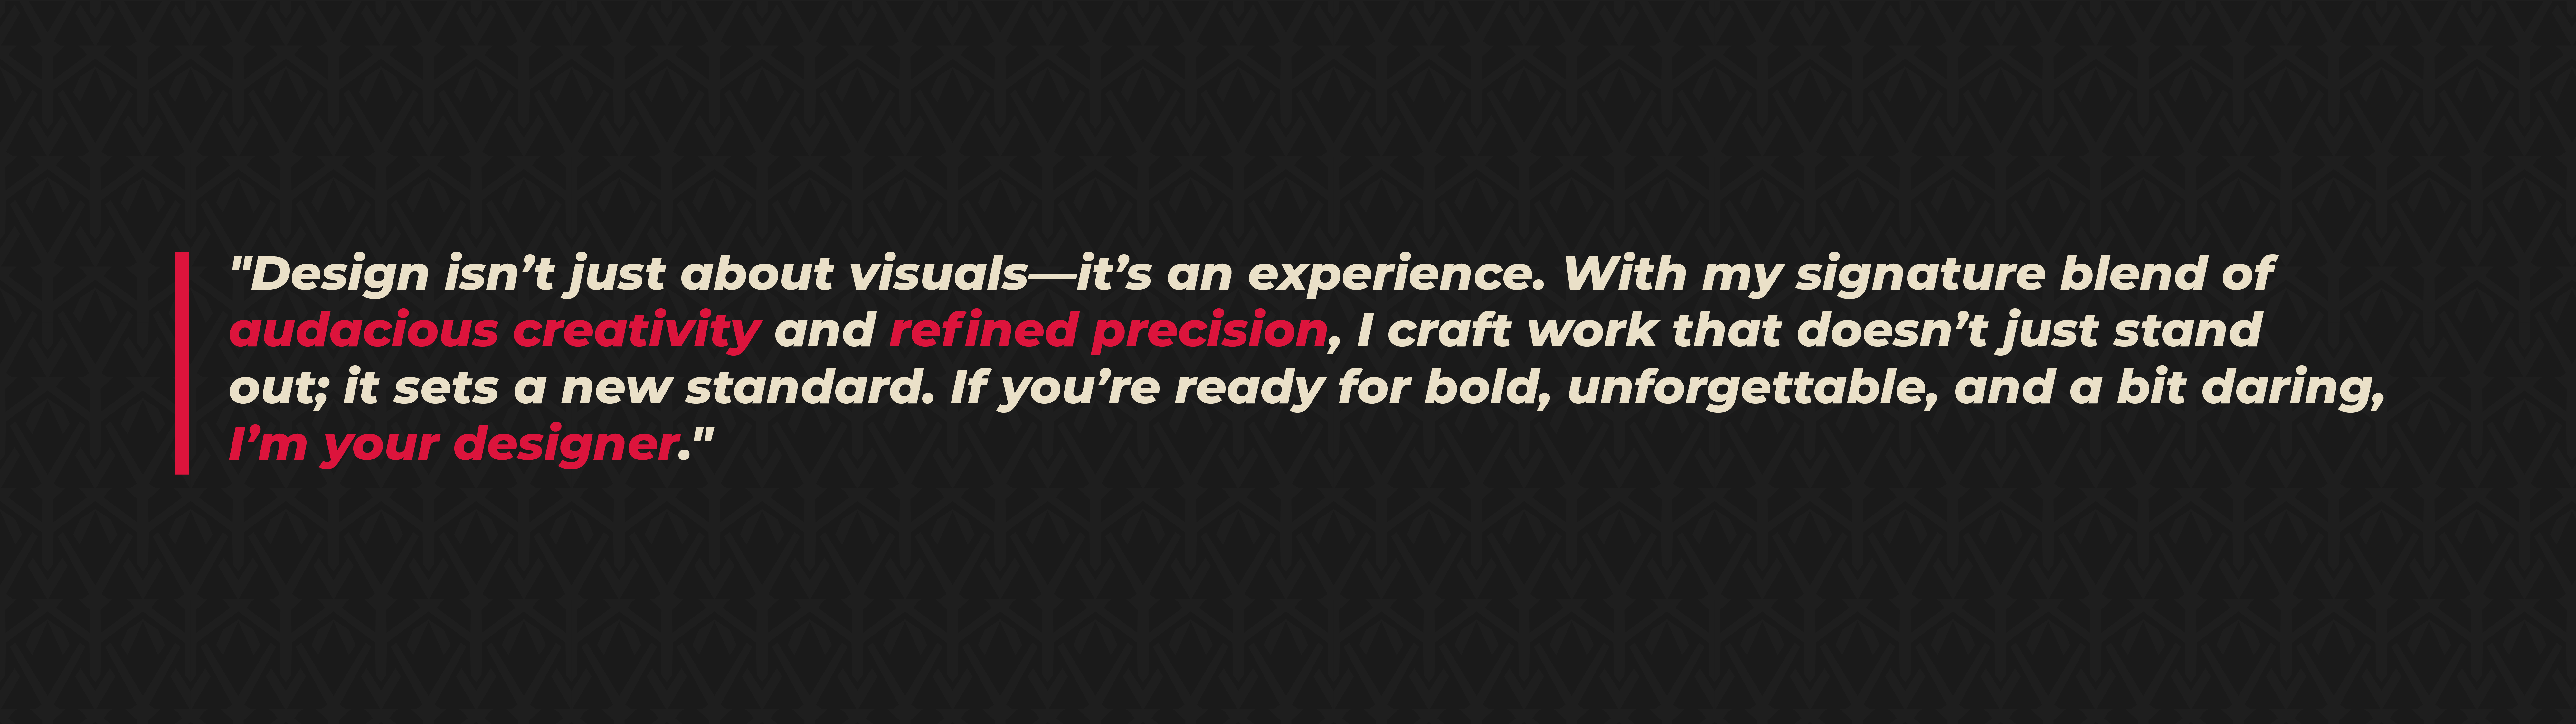 "Design isn’t just about visuals—it’s an experience. With my signature blend of
audacious creativity and refined precision, I craft work that doesn’t just stand
out; it sets a new standard. If you’re ready for bold, unforgettable, and a bit daring,
I’m your designer."